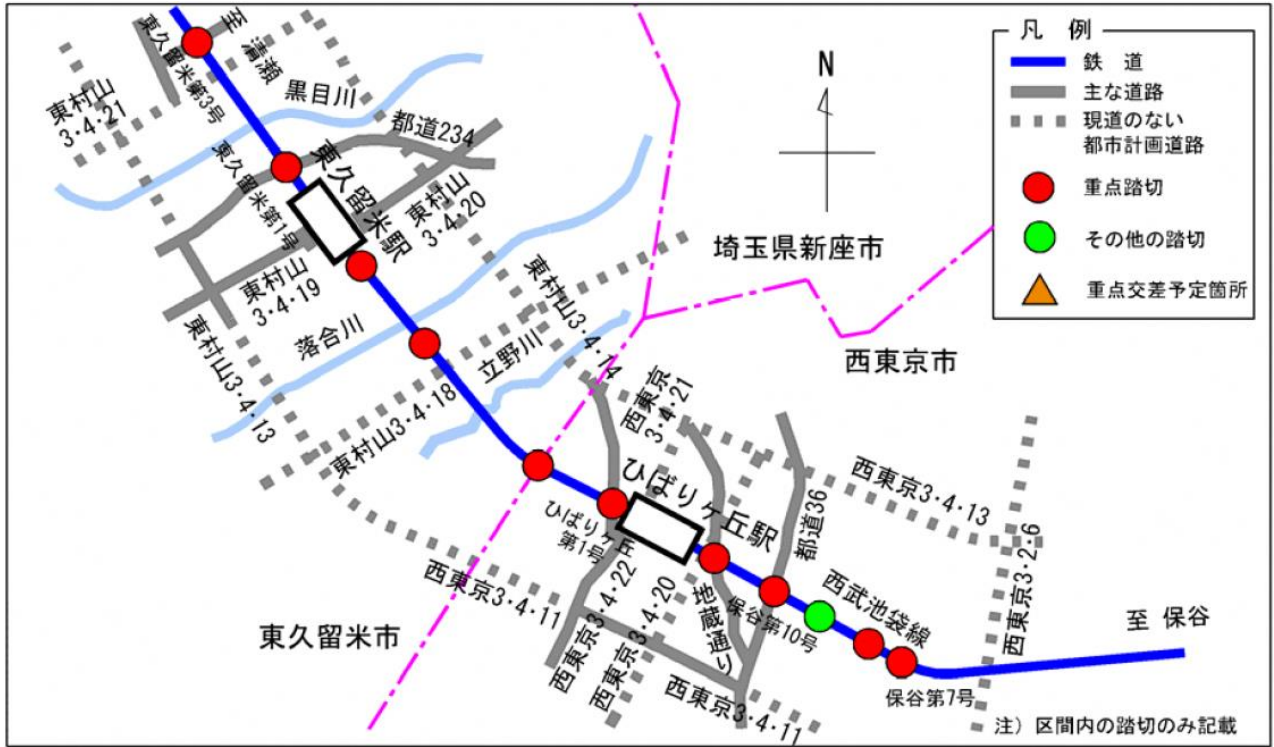 凡 例
鉄 道
主な道路
現道のない
都市計画道路
重点踏切
その他の踏切
重点交差予定箇所
N
至
清瀬
東久留米第3号
東村山
3・4・21
黒目川
都道234
東久留米第1号
東久留米駅
東村山
3・4・20
東村山
3・4・19
落合川
東村山3・4・13
東村山3・4・14
立野川
東村山3・4・18
埼玉県新座市
西東京市
東久留米市
西東京
3・4・21
ひばりヶ丘駅
ひばりヶ丘
第1号
西東京3・4・11
西東京3・4・22
西東京3・4・20
地蔵通り
都道36
保谷第10号
西武池袋線
西東京3・4・13
西東京3・2・6
保谷第7号
西東京3・4・11
至 保谷
注）区間内の踏切のみ記載